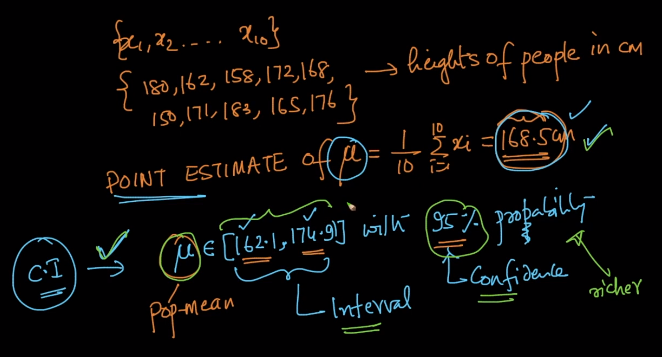 {x₁, x₂ .... x₁₀}
{180, 162, 158, 172, 168, → heights of people in cm
150, 171, 183, 165, 176}
POINT ESTIMATE of μ = 1/10 10 Σ i=1 xi = 168.5cm
C.I → μ ∈ [162.1, 174.9] with 95% probability
pop-mean Interval Confidence richer